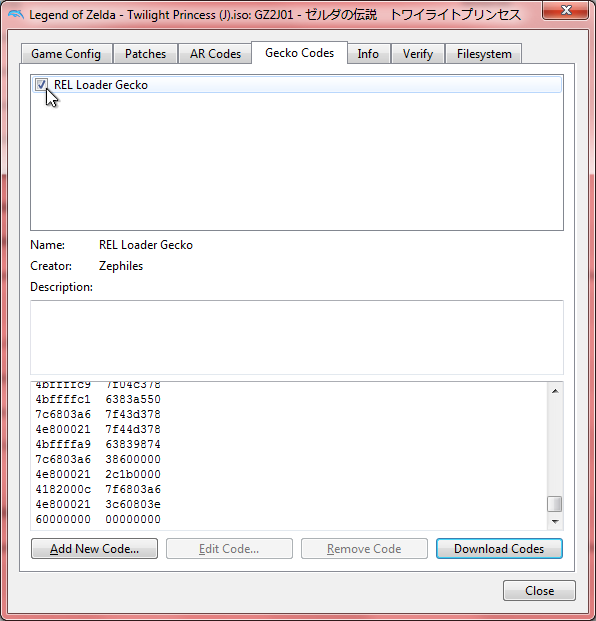 Legend of Zelda - Twilight Princess (J).iso: GZ2J01 - ゼルダの伝説　トワイライトプリンセス
Game Config Patches AR Codes Gecko Codes Info Verify Filesystem
REL Loader Gecko
Name: REL Loader Gecko
Creator: Zephiles
Description:
4bffffc9 7f04c378
4bffffc1 6383a550
7c6803a6 7f43d378
4e800021 7f44d378
4bffffa9 63839874
7c6803a6 38600000
4e800021 2c1b0000
4182000c 7f6803a6
4e800021 3c60803e
60000000 00000000
Add New Code... Edit Code... Remove Code Download Codes
Close